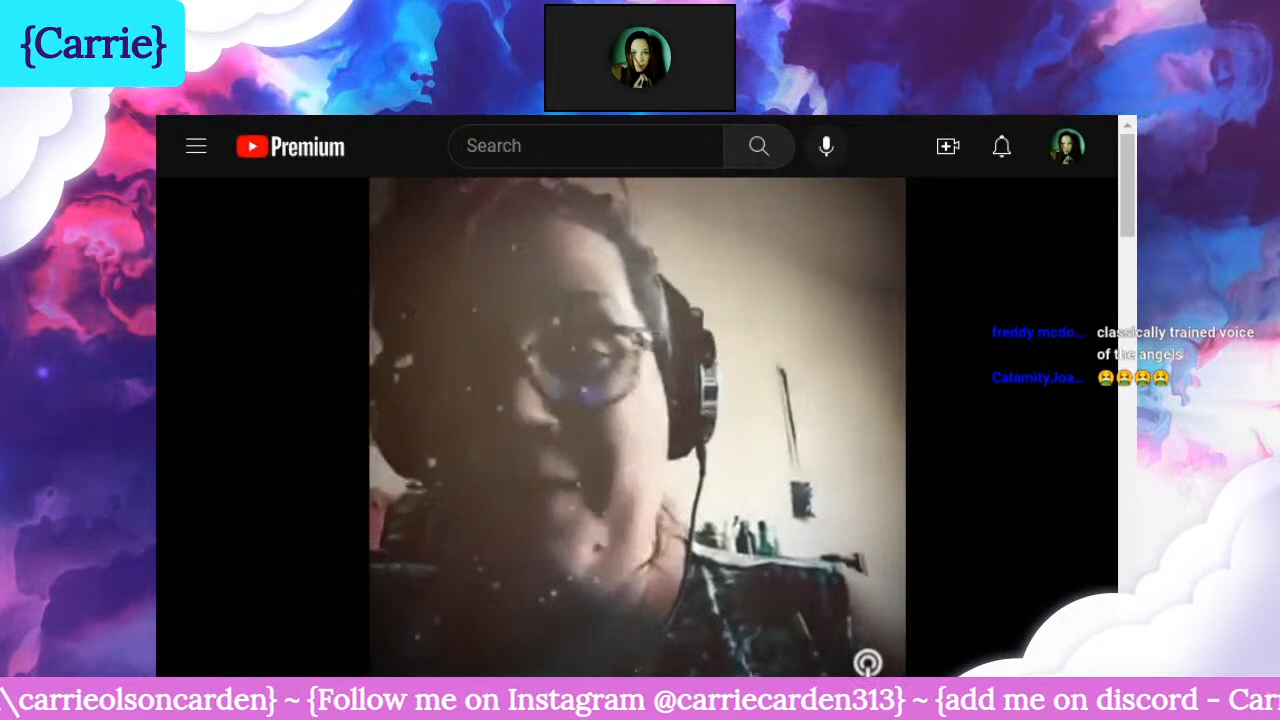 {Carrie}
Premium
Search
freddy mcdo... classically trained voice
of the angels
CalamityJoa... 🤮🤮🤮🤮
\carrieolsoncarden} ~ {Follow me on Instagram @carriecarden313} ~ {add me on discord - Car